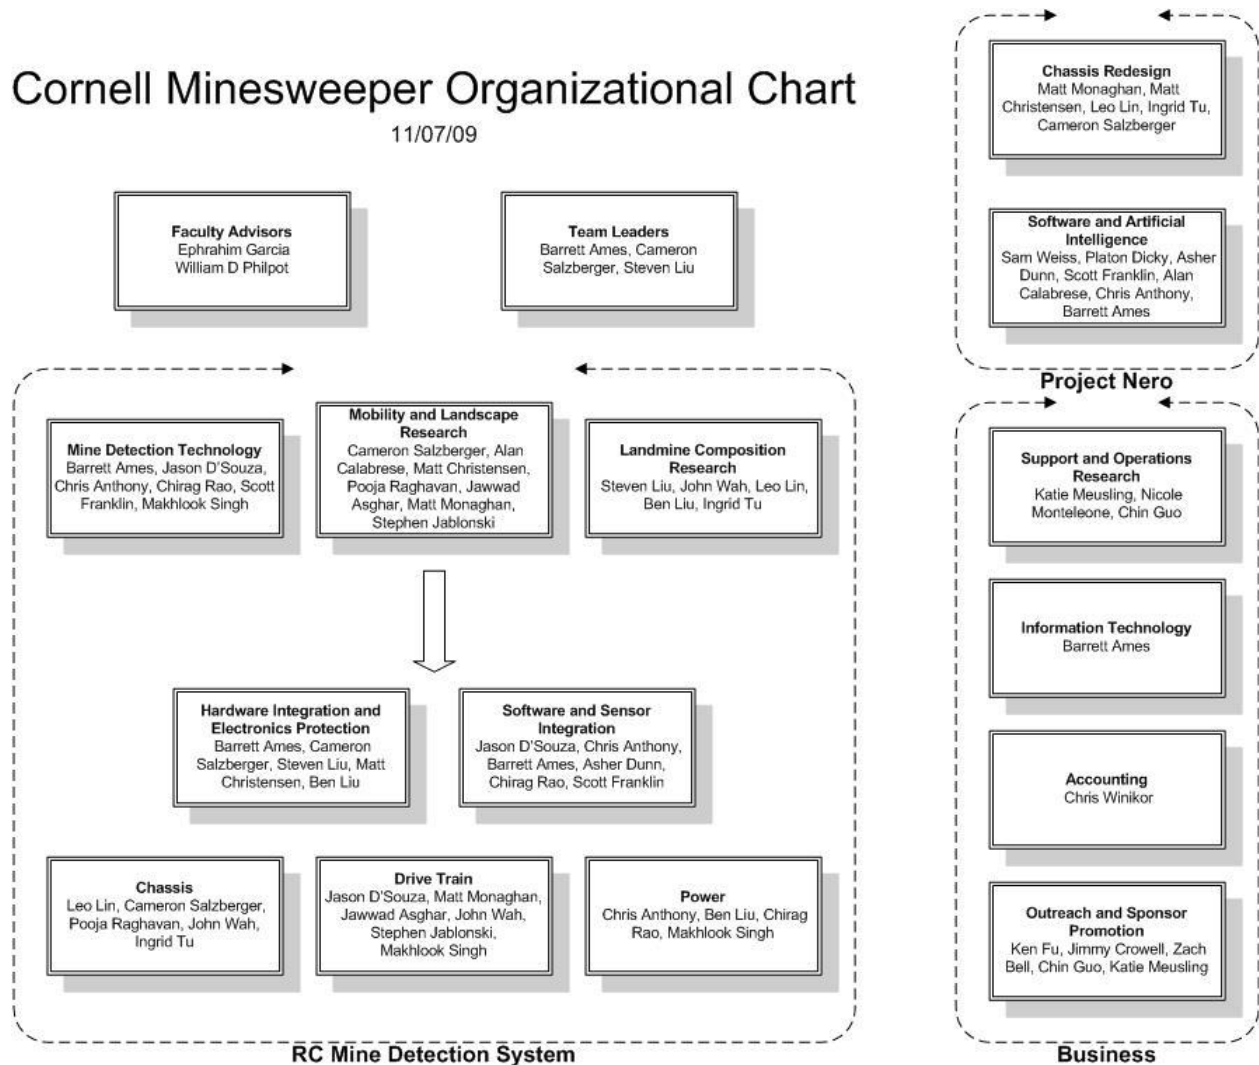 Cornell Minesweeper Organizational Chart
11/07/09
Faculty Advisors
Ephrahim Garcia
William D Philpot
Team Leaders
Barrett Ames, Cameron
Salzberger, Steven Liu
Mine Detection Technology
Barrett Ames, Jason D'Souza,
Chris Anthony, Chirag Rao, Scott
Franklin, Makhlook Singh
Mobility and Landscape
Research
Cameron Salzberger, Alan
Calabrese, Matt Christensen,
Pooja Raghavan, Jawwad
Asghar, Matt Monaghan,
Stephen Jablonski
Landmine Composition
Research
Steven Liu, John Wah, Leo Lin,
Ben Liu, Ingrid Tu
Hardware Integration and
Electronics Protection
Barrett Ames, Cameron
Salzberger, Steven Liu, Matt
Christensen, Ben Liu
Software and Sensor
Integration
Jason D'Souza, Chris Anthony,
Barrett Ames, Asher Dunn,
Chirag Rao, Scott Franklin
Chassis
Leo Lin, Cameron Salzberger,
Pooja Raghavan, John Wah,
Ingrid Tu
Drive Train
Jason D'Souza, Matt Monaghan,
Jawwad Asghar, John Wah,
Stephen Jablonski,
Makhlook Singh
Power
Chris Anthony, Ben Liu, Chirag
Rao, Makhlook Singh
RC Mine Detection System
Chassis Redesign
Matt Monaghan, Matt
Christensen, Leo Lin, Ingrid Tu,
Cameron Salzberger
Software and Artificial
Intelligence
Sam Weiss, Platon Dicky, Asher
Dunn, Scott Franklin, Alan
Calabrese, Chris Anthony,
Barrett Ames
Project Nero
Support and Operations
Research
Katie Meusling, Nicole
Monteleone, Chin Guo
Information Technology
Barrett Ames
Accounting
Chris Winikor
Outreach and Sponsor
Promotion
Ken Fu, Jimmy Crowell, Zach
Bell, Chin Guo, Katie Meusling
Business